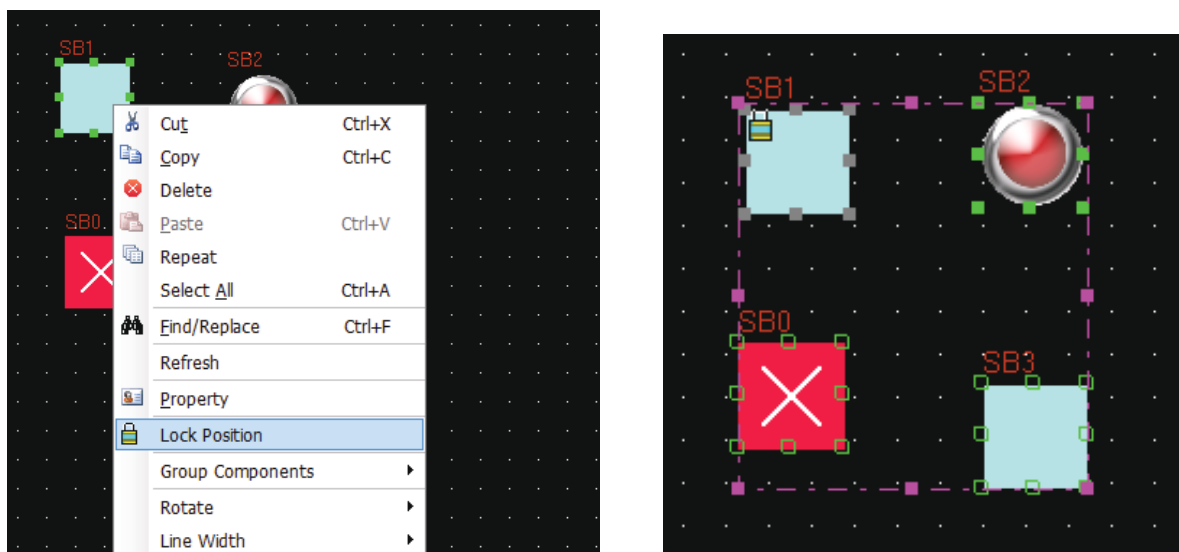 SB1
SB2
SB0
Cut Ctrl+X
Copy Ctrl+C
Delete
Paste Ctrl+V
Repeat
Select All Ctrl+A
Find/Replace Ctrl+F
Refresh
Property
Lock Position
Group Components
Rotate
Line Width
SB1
SB2
SB0
SB3